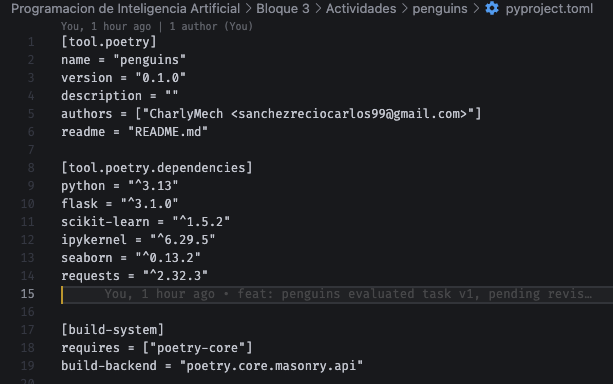 Programacion de Inteligencia Artificial > Bloque 3 > Actividades > penguins > pyproject.toml
You, 1 hour ago | 1 author (You)
1 [tool.poetry]
2 name = "penguins"
3 version = "0.1.0"
4 description = ""
5 authors = ["CharlyMech <sanchezreciocarlos99@gmail.com>"]
6 readme = "README.md"
7
8 [tool.poetry.dependencies]
9 python = "^3.13"
10 flask = "^3.1.0"
11 scikit-learn = "^1.5.2"
12 ipykernel = "^6.29.5"
13 seaborn = "^0.13.2"
14 requests = "^2.32.3"
15 You, 1 hour ago • feat: penguins evaluated task v1, pending revis…
16
17 [build-system]
18 requires = ["poetry-core"]
19 build-backend = "poetry.core.masonry.api"
20